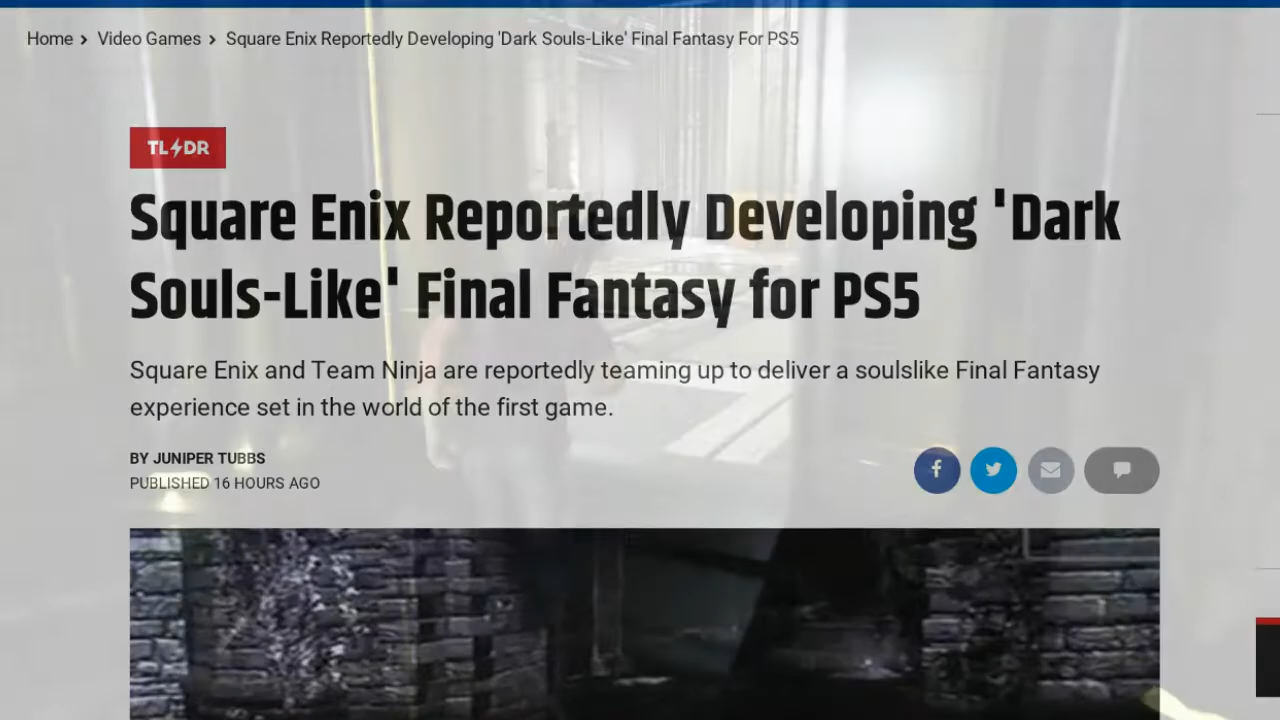 Home > Video Games > Square Enix Reportedly Developing 'Dark Souls-Like' Final Fantasy For PS5
TL DR
Square Enix Reportedly Developing 'Dark
Souls-Like' Final Fantasy for PS5
Square Enix and Team Ninja are reportedly teaming up to deliver a soulslike Final Fantasy
experience set in the world of the first game.
BY JUNIPER TUBBS
PUBLISHED 16 HOURS AGO